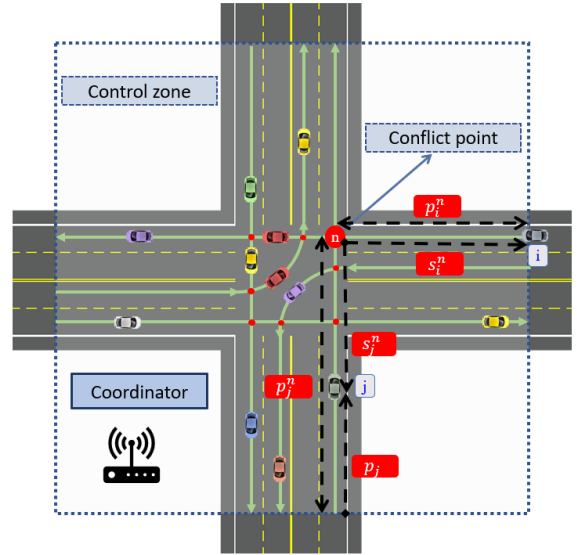 Control zone
Conflict point
n
$p_i^n$
i
$s_i^n$
$s_j^n$
$p_j^n$
j
Coordinator
$p_j$